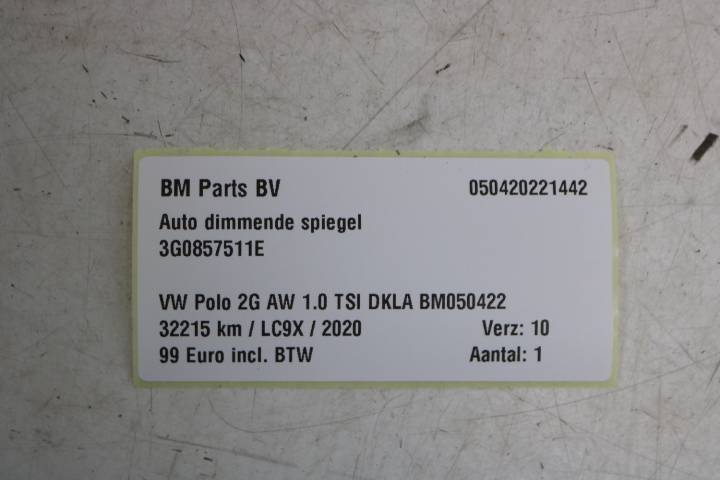 BM Parts BV 050420221442
Auto dimmende spiegel
3G0857511E
VW Polo 2G AW 1.0 TSI DKLA BM050422
32215 km / LC9X / 2020 Verz: 10
99 Euro incl. BTW Aantal: 1